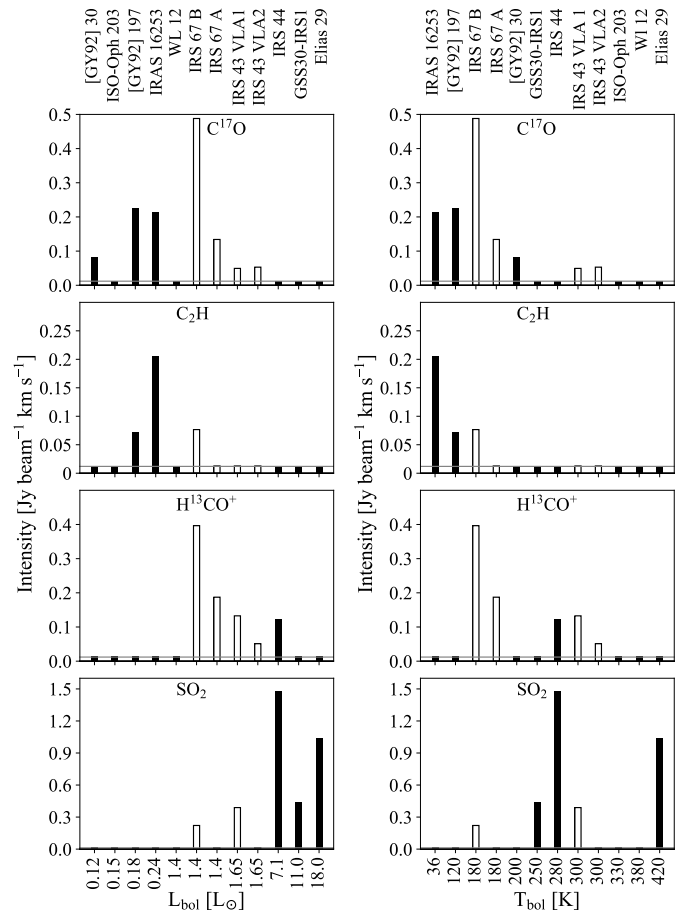 [GY92] 30
ISO-Oph 203
[GY92] 197
IRAS 16253
WL 12
IRS 67 B
IRS 67 A
IRS 43 VLA1
IRS 43 VLA2
IRS 44
GSS30-IRS1
Elias 29
IRAS 16253
[GY92] 197
IRS 67 B
IRS 67 A
[GY92] 30
GSS30-IRS1
IRS 44
IRS 43 VLA 1
IRS 43 VLA2
ISO-Oph 203
Wl 12
Elias 29
C¹⁷O
0.5
0.4
0.3
0.2
0.1
0.0
C¹⁷O
0.5
0.4
0.3
0.2
0.1
0.0
C₂H
0.25
0.2
0.15
0.1
0.05
0
C₂H
0.25
0.2
0.15
0.1
0.05
0
Intensity [Jy beam⁻¹ km s⁻¹]
Intensity [Jy beam⁻¹ km s⁻¹]
H¹³CO⁺
0.4
0.3
0.2
0.1
0.0
H¹³CO⁺
0.4
0.3
0.2
0.1
0.0
SO₂
1.5
1.2
0.9
0.6
0.3
0.0
SO₂
1.5
1.2
0.9
0.6
0.3
0.0
0.12
0.15
0.18
0.24
1.4
1.4
1.4
1.65
1.65
7.1
11.0
18.0
L_bol [L_⊙]
36
120
180
180
200
250
280
300
300
330
380
420
T_bol [K]